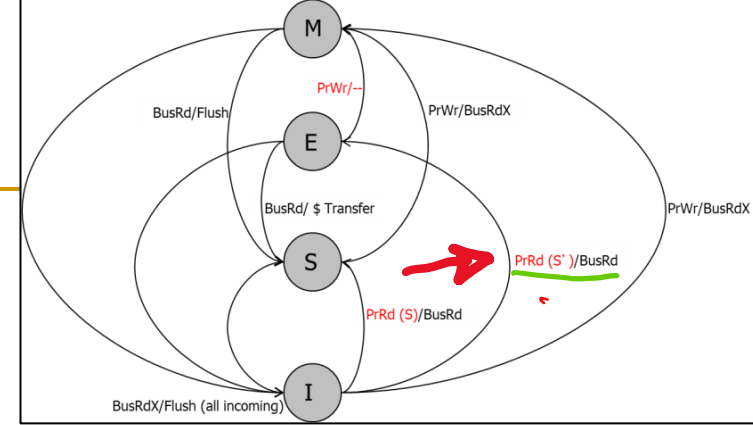 M
PrWr/--
BusRd/Flush
PrWr/BusRdX
E
BusRd/ $ Transfer
PrWr/BusRdX
S
PrRd (S')/BusRd
PrRd (S)/BusRd
I
BusRdX/Flush (all incoming)